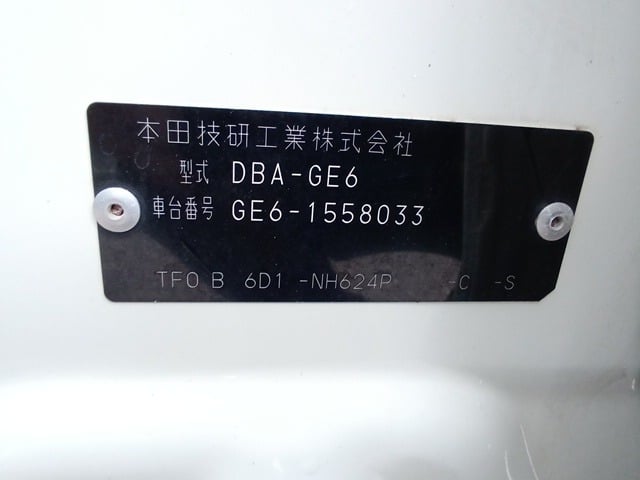 本田技研工業株式会社
型式 DBA-GE6
車台番号 GE6-1558033
TF0 B 6D1 -NH624P -C -S